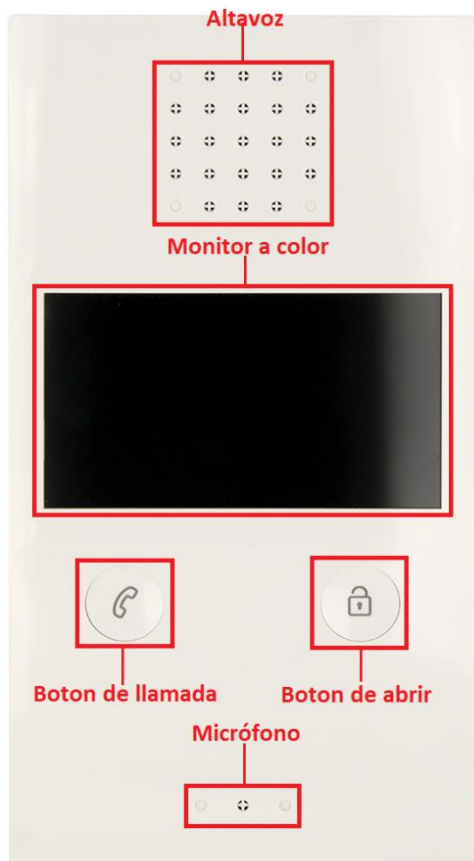 Altavoz
Monitor a color
Boton de llamada
Boton de abrir
Micrófono